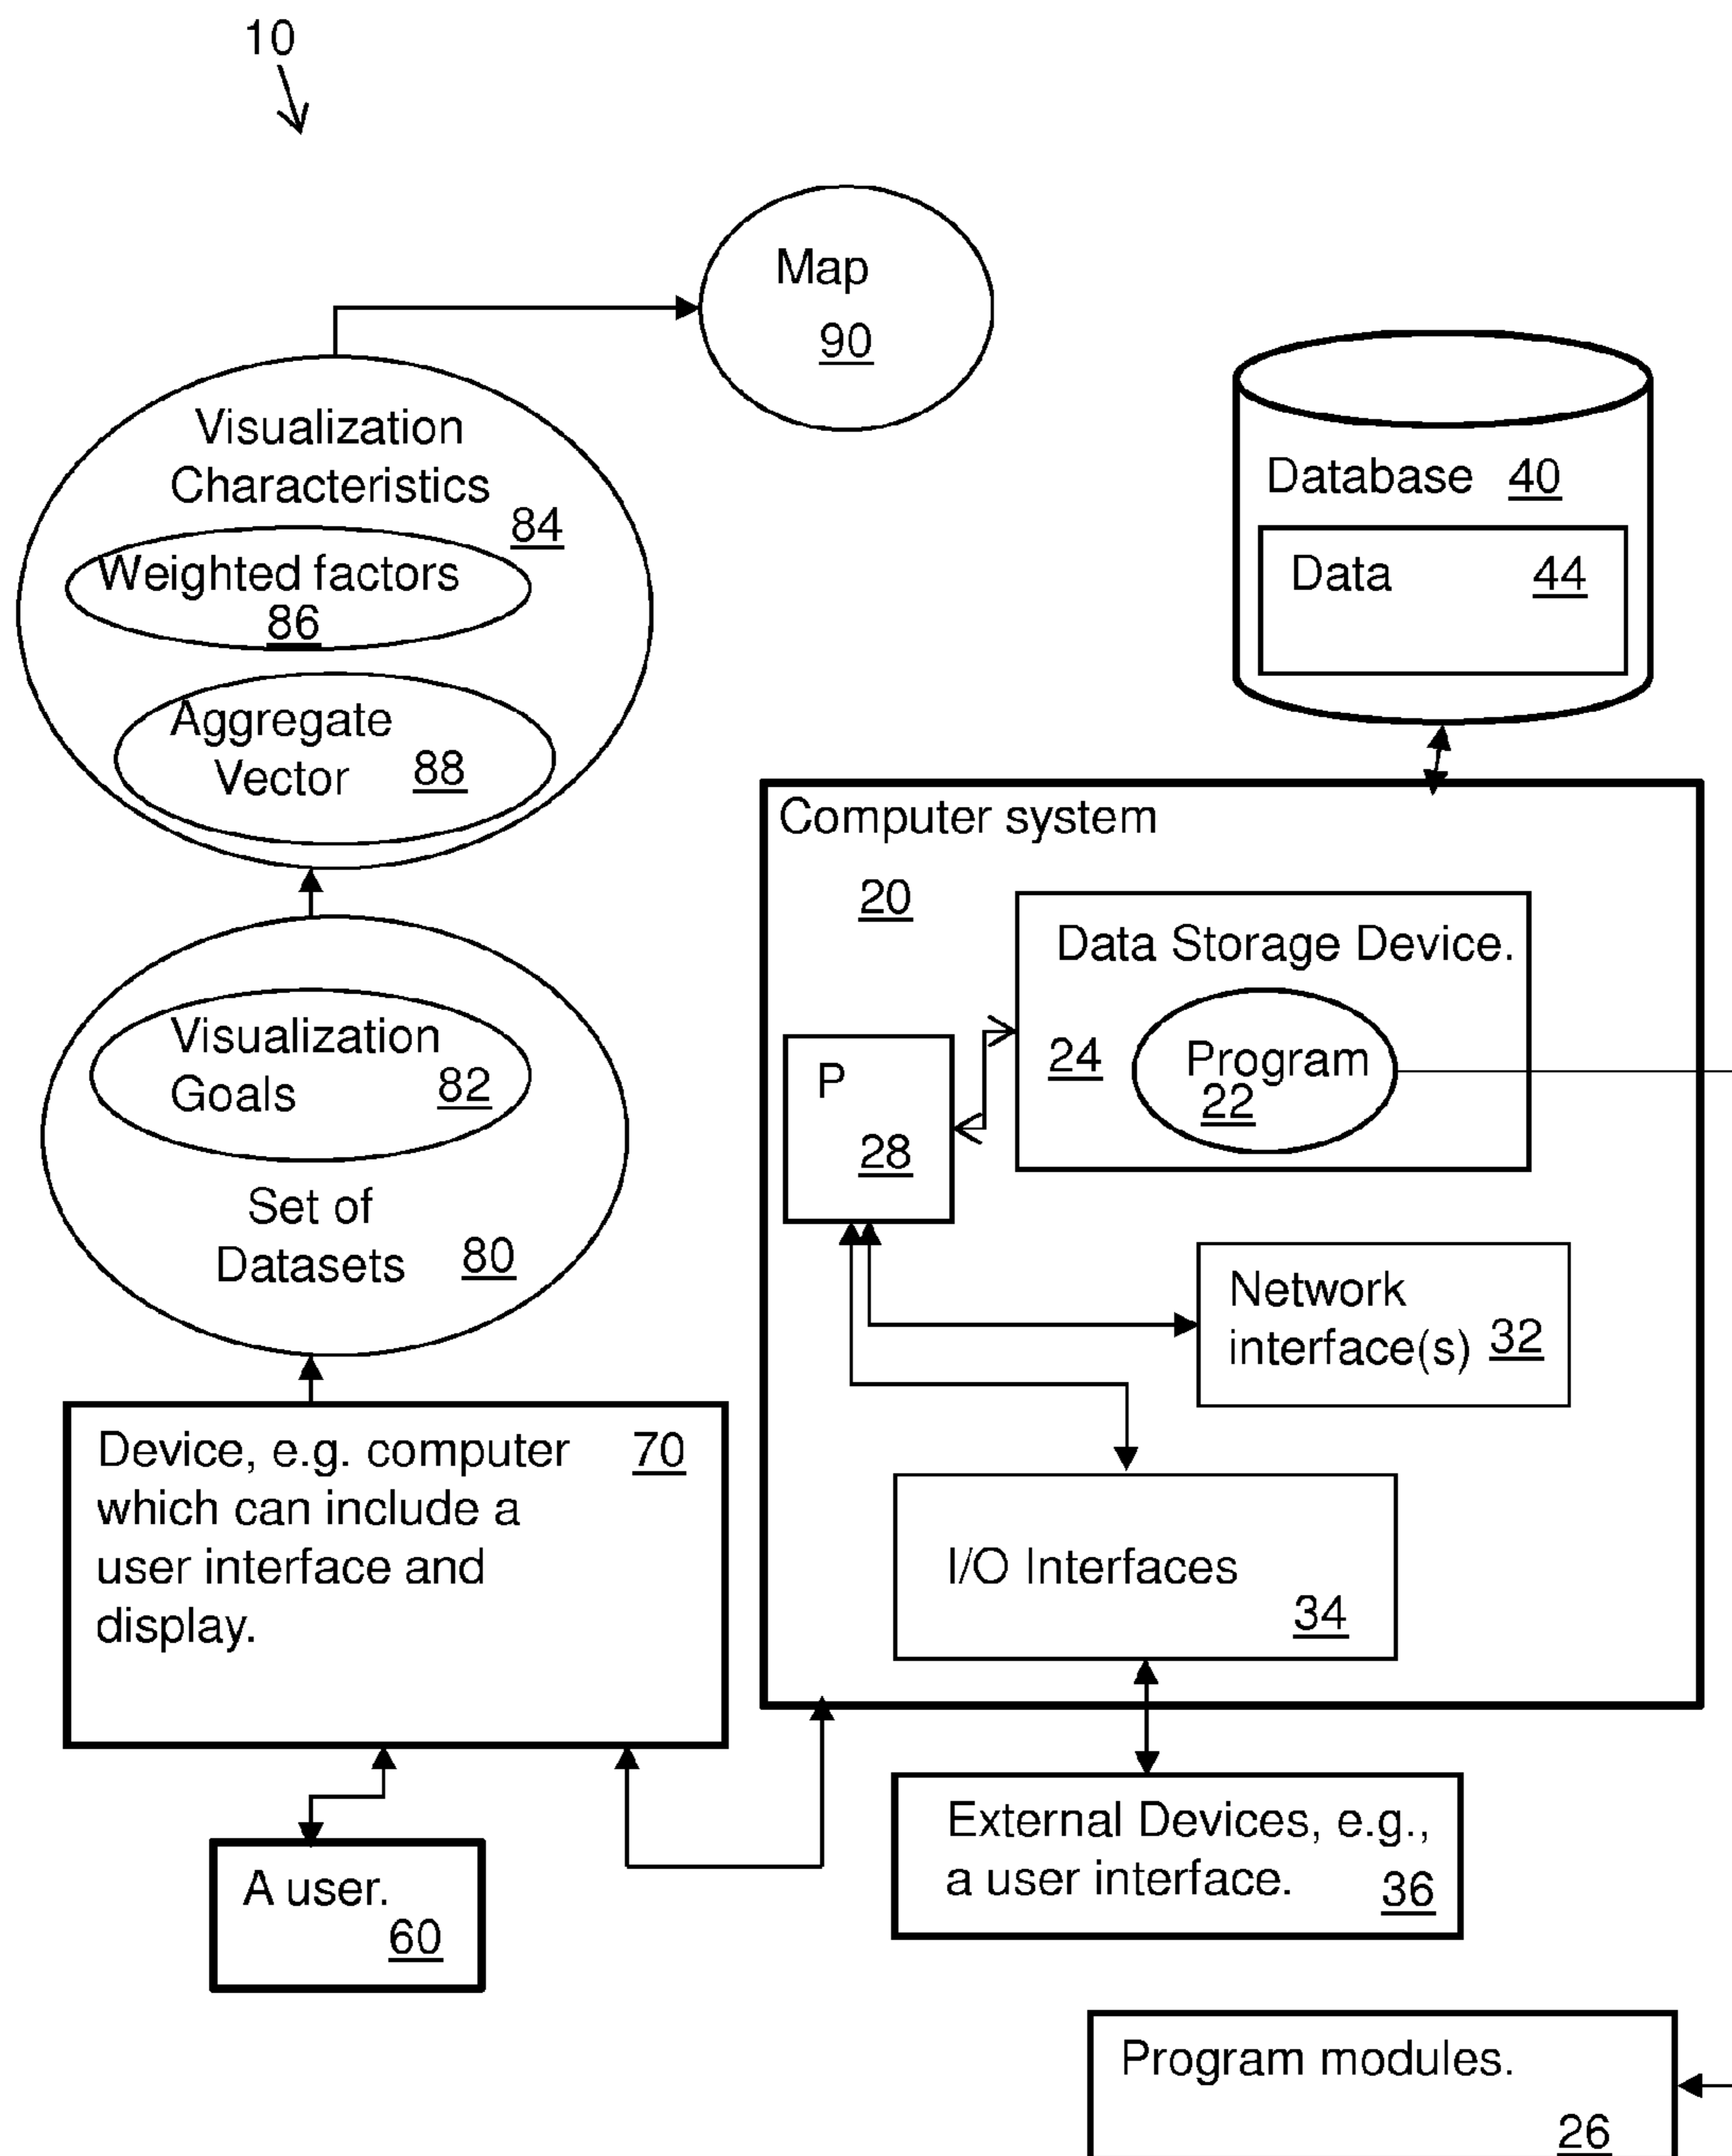 10
Map
90
Visualization
Characteristics
84
Weighted factors
86
Aggregate
Vector 88
Database 40
Data 44
Computer system
20
Data Storage Device.
24
Program
22
P
28
Visualization
Goals 82
Set of
Datasets 80
Network
interface(s) 32
Device, e.g. computer 70
which can include a
user interface and
display.
I/O Interfaces
34
External Devices, e.g.,
a user interface. 36
A user.
60
Program modules.
26